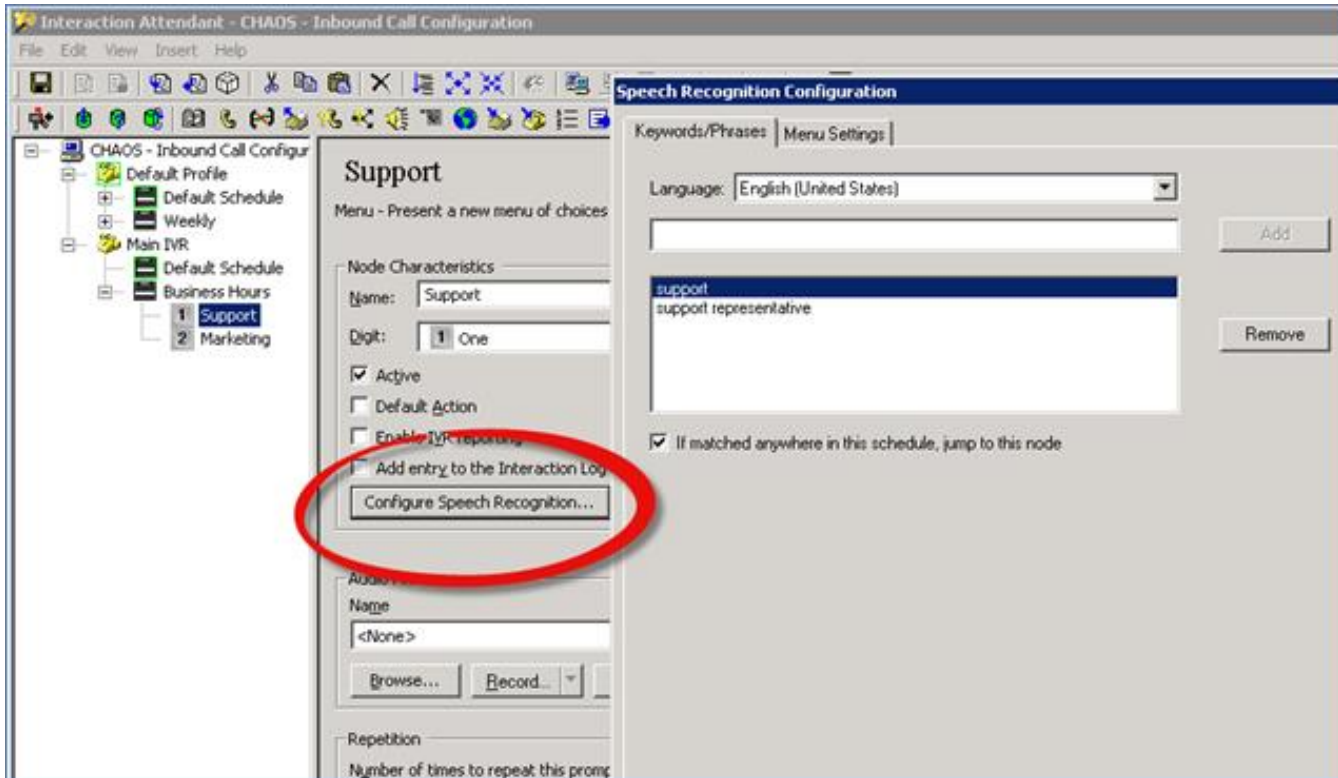 Interaction Attendant - CHAOS - Inbound Call Configuration
File Edit View Insert Help
CHAOS - Inbound Call Configur
Default Profile
Default Schedule
Weekly
Main IVR
Default Schedule
Business Hours
1 Support
2 Marketing
Support
Menu - Present a new menu of choices
Node Characteristics
Name: Support
Digit: 1 One
Active
Default Action
Enable IVR reporting
Add entry to the Interaction Log
Configure Speech Recognition...
Name
<None>
Browse... Record...
Repetition
Number of times to repeat this promp
Speech Recognition Configuration
Keywords/Phrases Menu Settings
Language: English (United States)
Add
support
support representative
Remove
If matched anywhere in this schedule, jump to this node